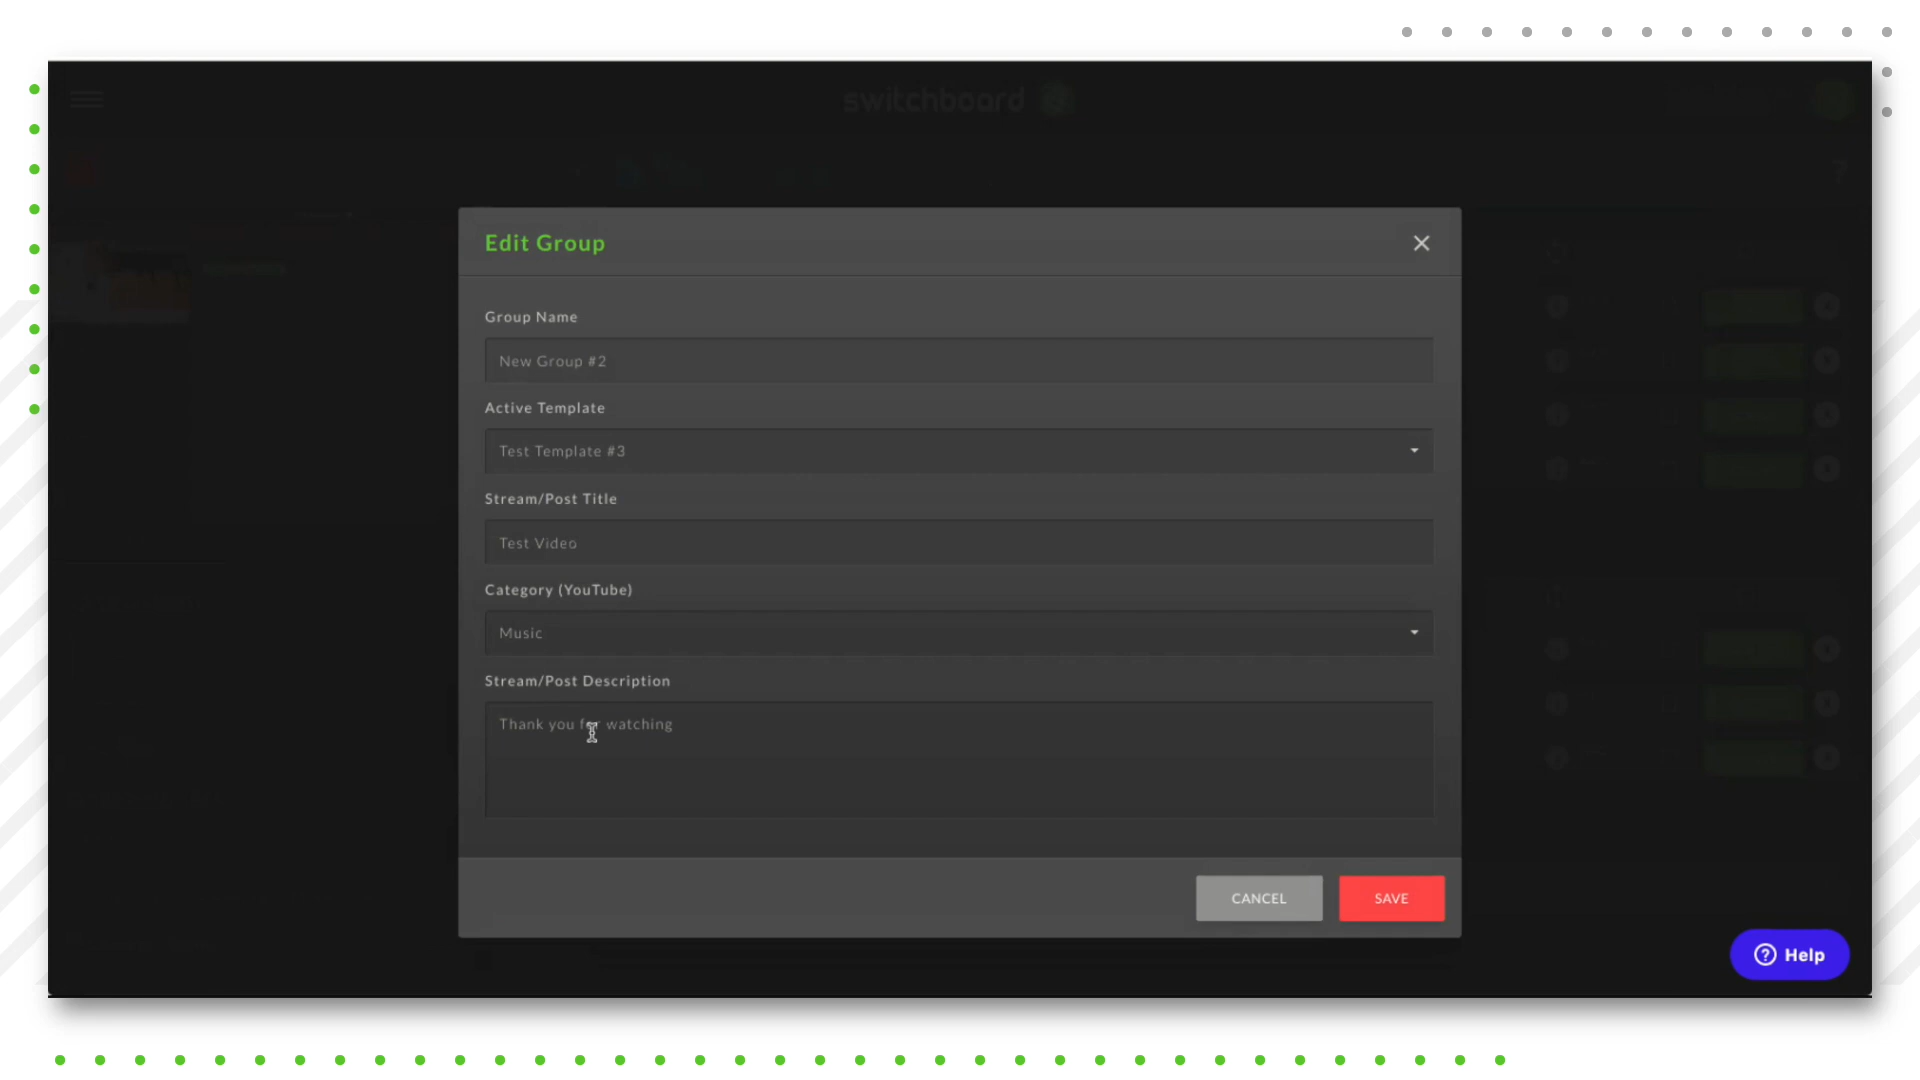 switchboard
Edit Group
Group Name
New Group #2
Active Template
Test Template #3
Stream/Post Title
Test Video
Category (YouTube)
Music
Stream/Post Description
Thank you for watching
CANCEL
SAVE
Help